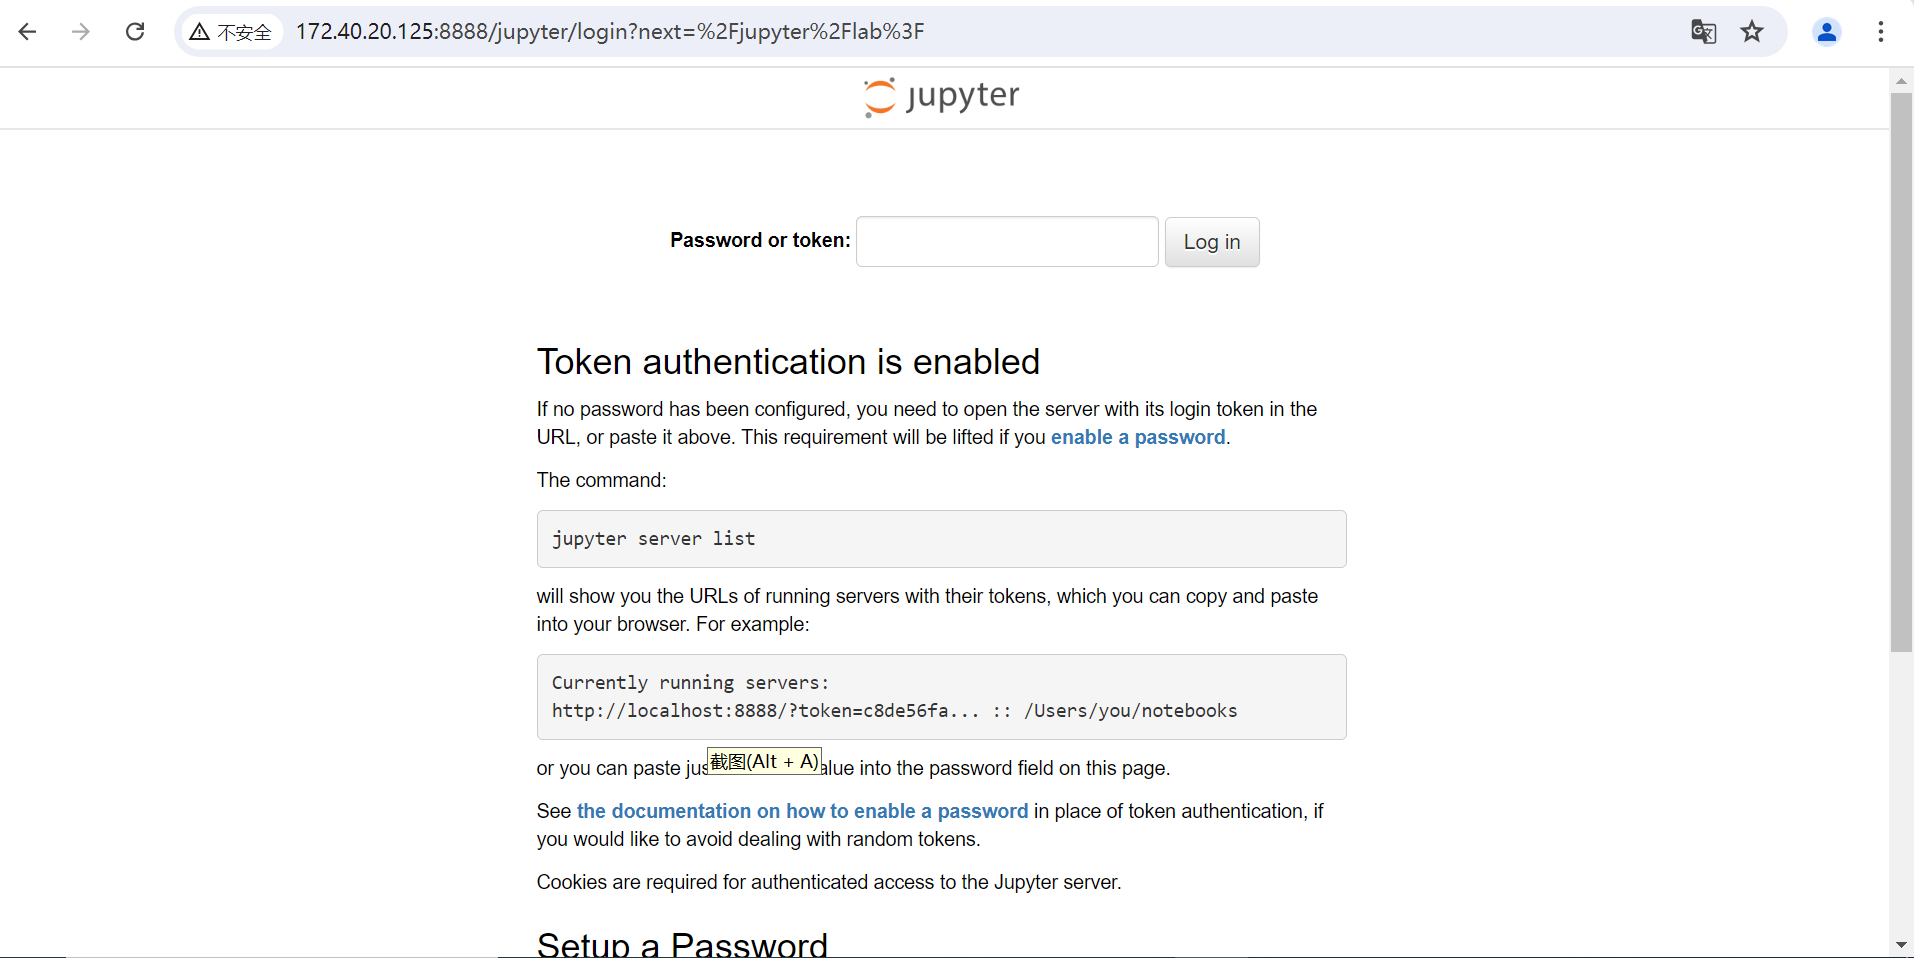 不安全 172.40.20.125:8888/jupyter/login?next=%2Fjupyter%2Flab%3F
jupyter
Password or token: Log in
Token authentication is enabled
If no password has been configured, you need to open the server with its login token in the
URL, or paste it above. This requirement will be lifted if you enable a password.
The command:
jupyter server list
will show you the URLs of running servers with their tokens, which you can copy and paste
into your browser. For example:
Currently running servers:
http://localhost:8888/?token=c8de56fa... :: /Users/you/notebooks
or you can paste jus 截图(Alt + A) alue into the password field on this page.
See the documentation on how to enable a password in place of token authentication, if
you would like to avoid dealing with random tokens.
Cookies are required for authenticated access to the Jupyter server.
Setup a Password